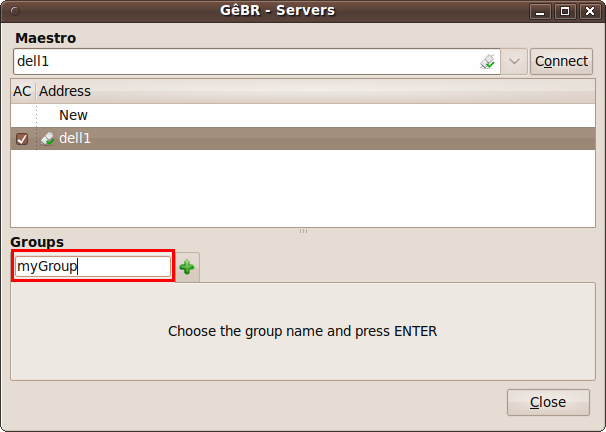 GêBR - Servers
Maestro
dell1
Connect
AC Address
New
dell1
Groups
myGroup
Choose the group name and press ENTER
Close